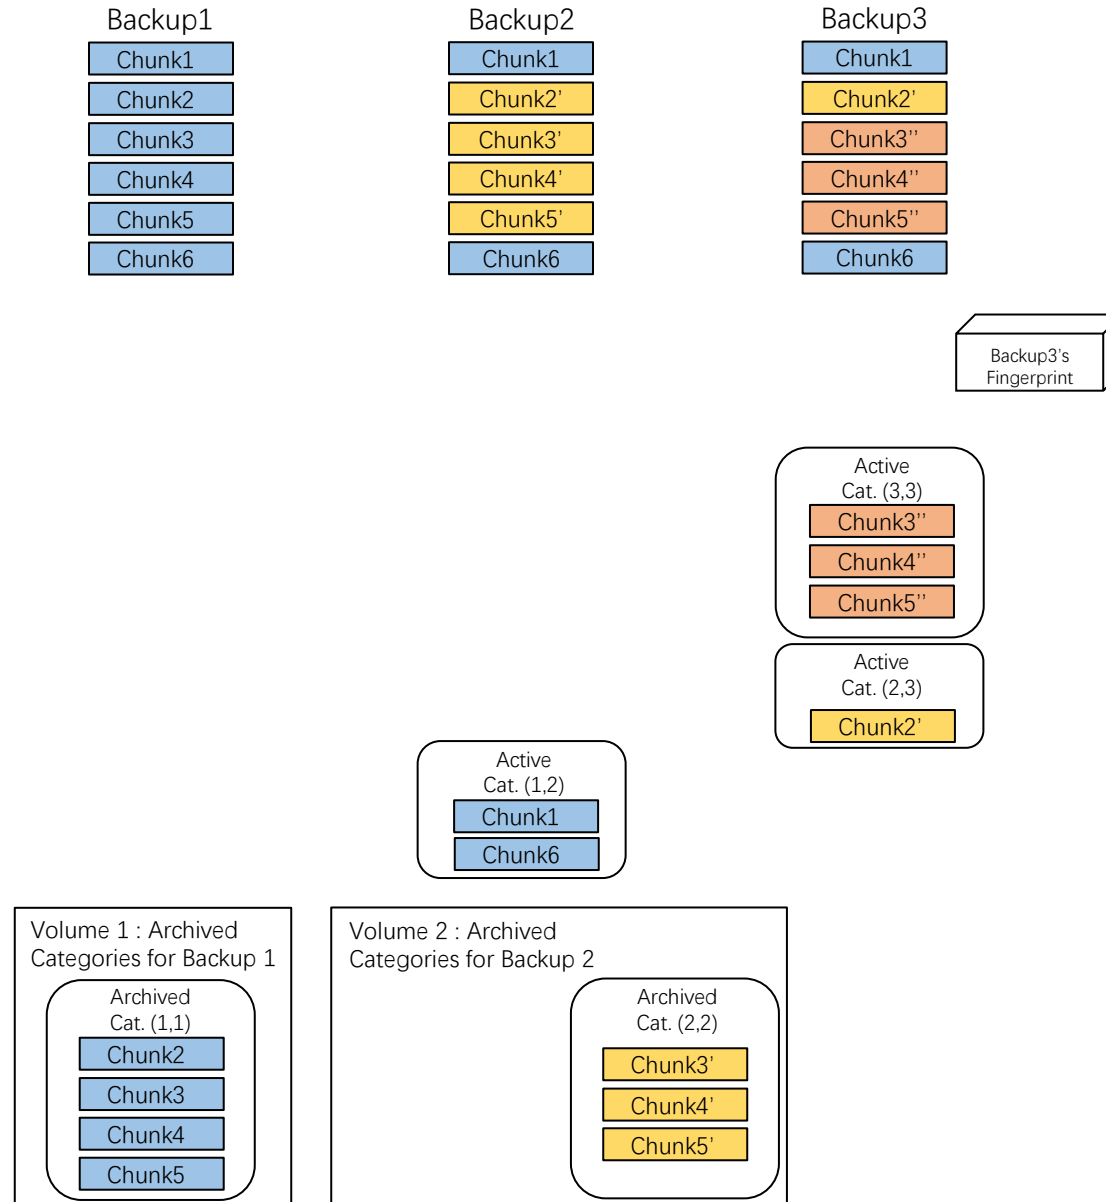 Backup1
Chunk1
Chunk2
Chunk3
Chunk4
Chunk5
Chunk6
Backup2
Chunk1
Chunk2'
Chunk3'
Chunk4'
Chunk5'
Chunk6
Backup3
Chunk1
Chunk2'
Chunk3''
Chunk4''
Chunk5''
Chunk6
Backup3's
Fingerprint
Active
Cat. (3,3)
Chunk3''
Chunk4''
Chunk5''
Active
Cat. (2,3)
Chunk2'
Active
Cat. (1,2)
Chunk1
Chunk6
Volume 1 : Archived
Categories for Backup 1
Archived
Cat. (1,1)
Chunk2
Chunk3
Chunk4
Chunk5
Volume 2 : Archived
Categories for Backup 2
Archived
Cat. (2,2)
Chunk3'
Chunk4'
Chunk5'